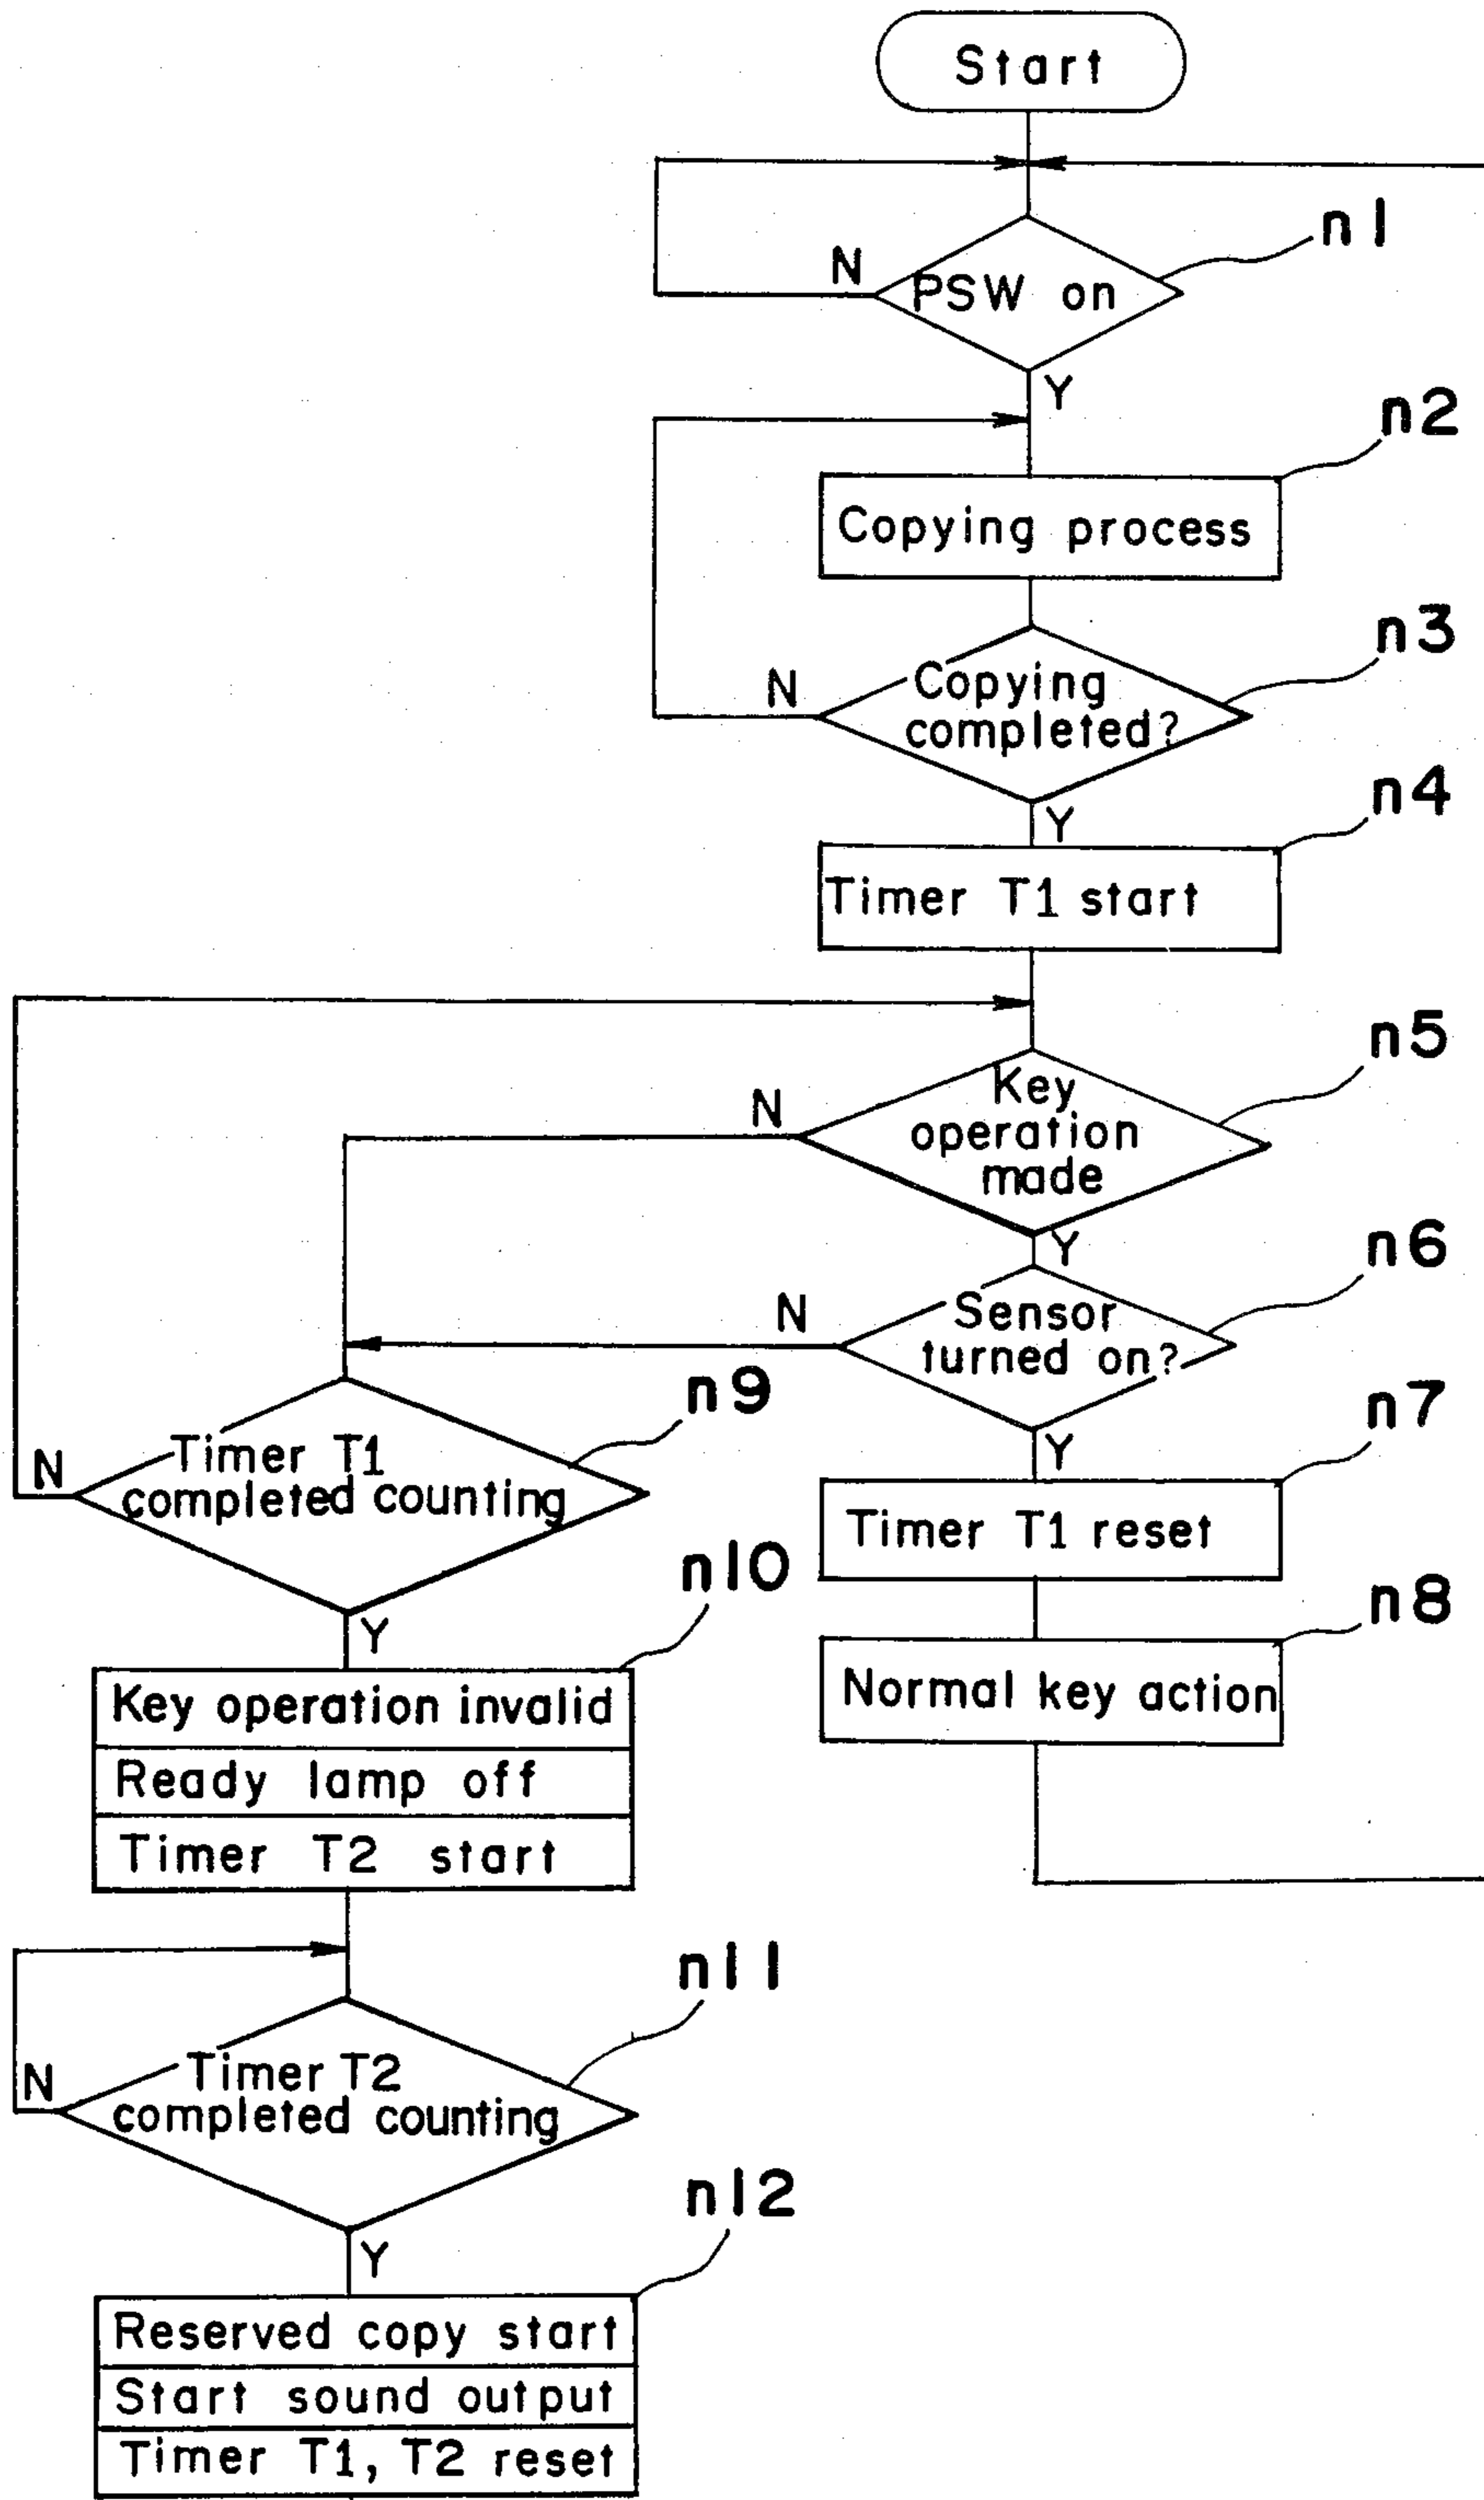 Start
n1
N
PSW on
Y
n2
Copying process
n3
N
Copying
completed?
n4
Y
Timer T1 start
n5
N
Key
operation
made
Y
n6
N
Sensor
turned on?
n7
Y
n9
N
Timer T1
completed counting
Timer T1 reset
n10
n8
Y
Key operation invalid
Normal key action
Ready lamp off
Timer T2 start
n11
N
Timer T2
completed counting
n12
Y
Reserved copy start
Start sound output
Timer T1, T2 reset